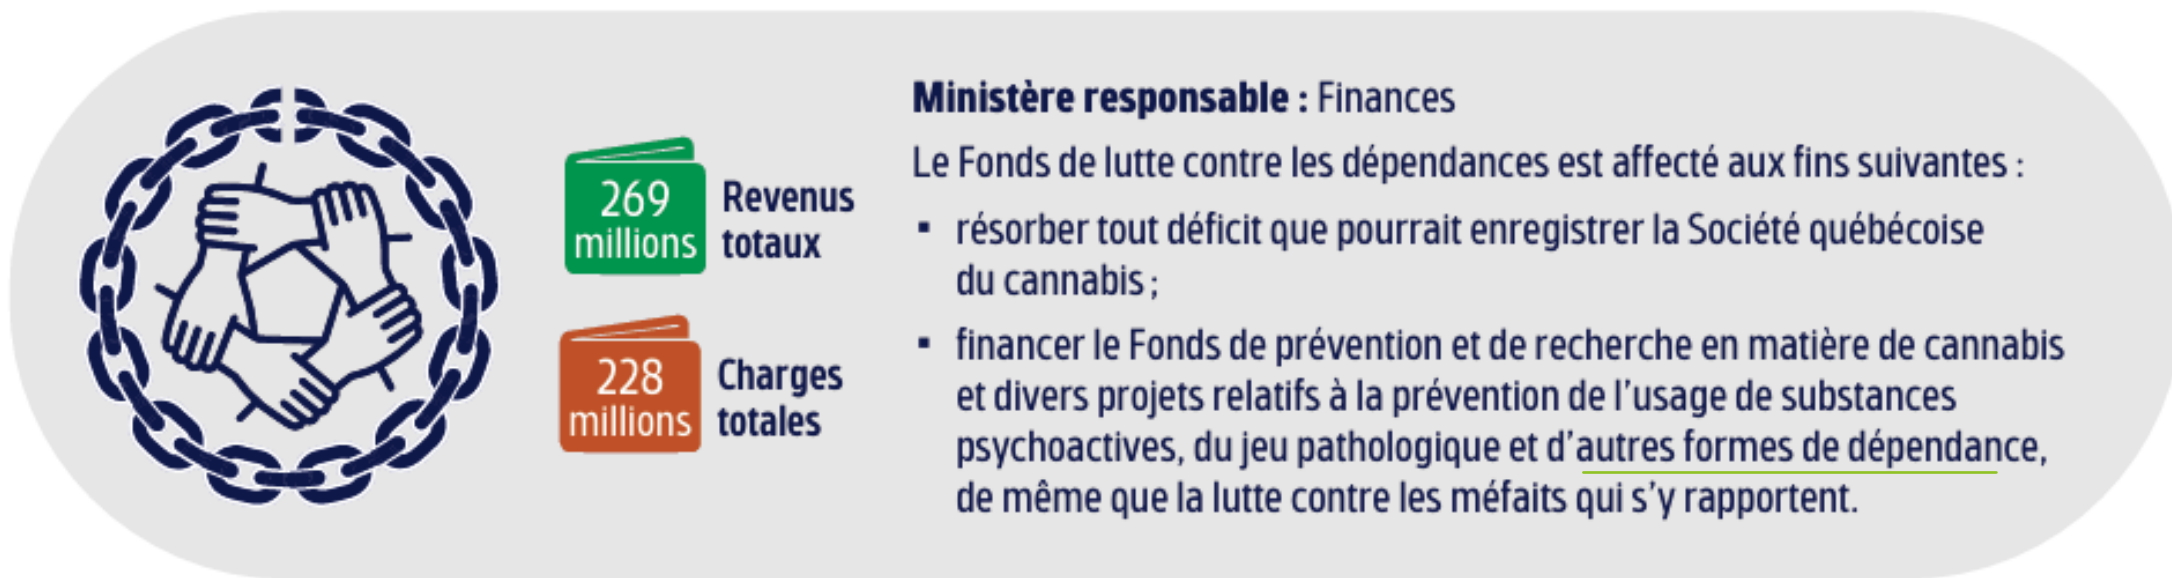 269
millions
Revenus
totaux
228
millions
Charges
totales
Ministère responsable : Finances
Le Fonds de lutte contre les dépendances est affecté aux fins suivantes :
▪ résorber tout déficit que pourrait enregistrer la Société québécoise
du cannabis ;
▪ financer le Fonds de prévention et de recherche en matière de cannabis
et divers projets relatifs à la prévention de l’usage de substances
psychoactives, du jeu pathologique et d’autres formes de dépendance,
de même que la lutte contre les méfaits qui s’y rapportent.